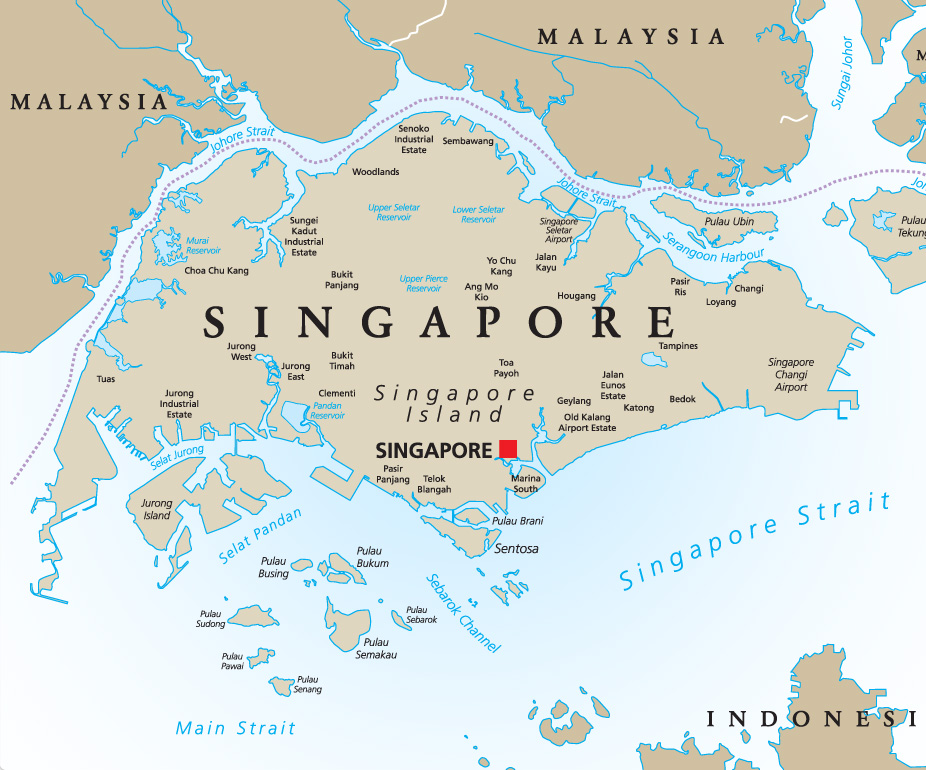 MALAYSIA
M
Sungai Johor
MALAYSIA
Johore Strait
Senoko
Industrial
Estate
Sembawang
Woodlands
Johore Strait
Joh
Upper Seletar
Reservoir
Lower Seletar
Reservoir
Singapore
Seletar
Airport
Pulau Ubin
Pulau
Tekung
Sungei
Kadut
Industrial
Estate
Murai
Reservoir
Serangoon Harbour
Choa Chu Kang
Bukit
Panjang
Upper Pierce
Reservoir
Yo Chu
Kang
Jalan
Kayu
Ang Mo
Kio
Hougang
Pasir
Ris
Changi
Loyang
SINGAPORE
Jurong
West
Jurong
East
Bukit
Timah
Tampines
Toa
Payoh
Singapore
Changi
Airport
Tuas
Jurong
Industrial
Estate
Clementi
Pandan
Reservoir
Singapore
Island
Jalan
Eunos
Estate
Geylang
Katong
Bedok
Old Kalang
Airport Estate
SINGAPORE
Selat Jurong
Pasir
Panjang
Telok
Blangah
Marina
South
Jurong
Island
Selat Pandan
Pulau Brani
Sentosa
Singapore Strait
Pulau
Busing
Pulau
Bukum
Sebarok Channel
Pulau
Sudong
Pulau
Sebarok
Pulau
Semakau
Pulau
Pawai
Pulau
Senang
Main Strait
INDONESI